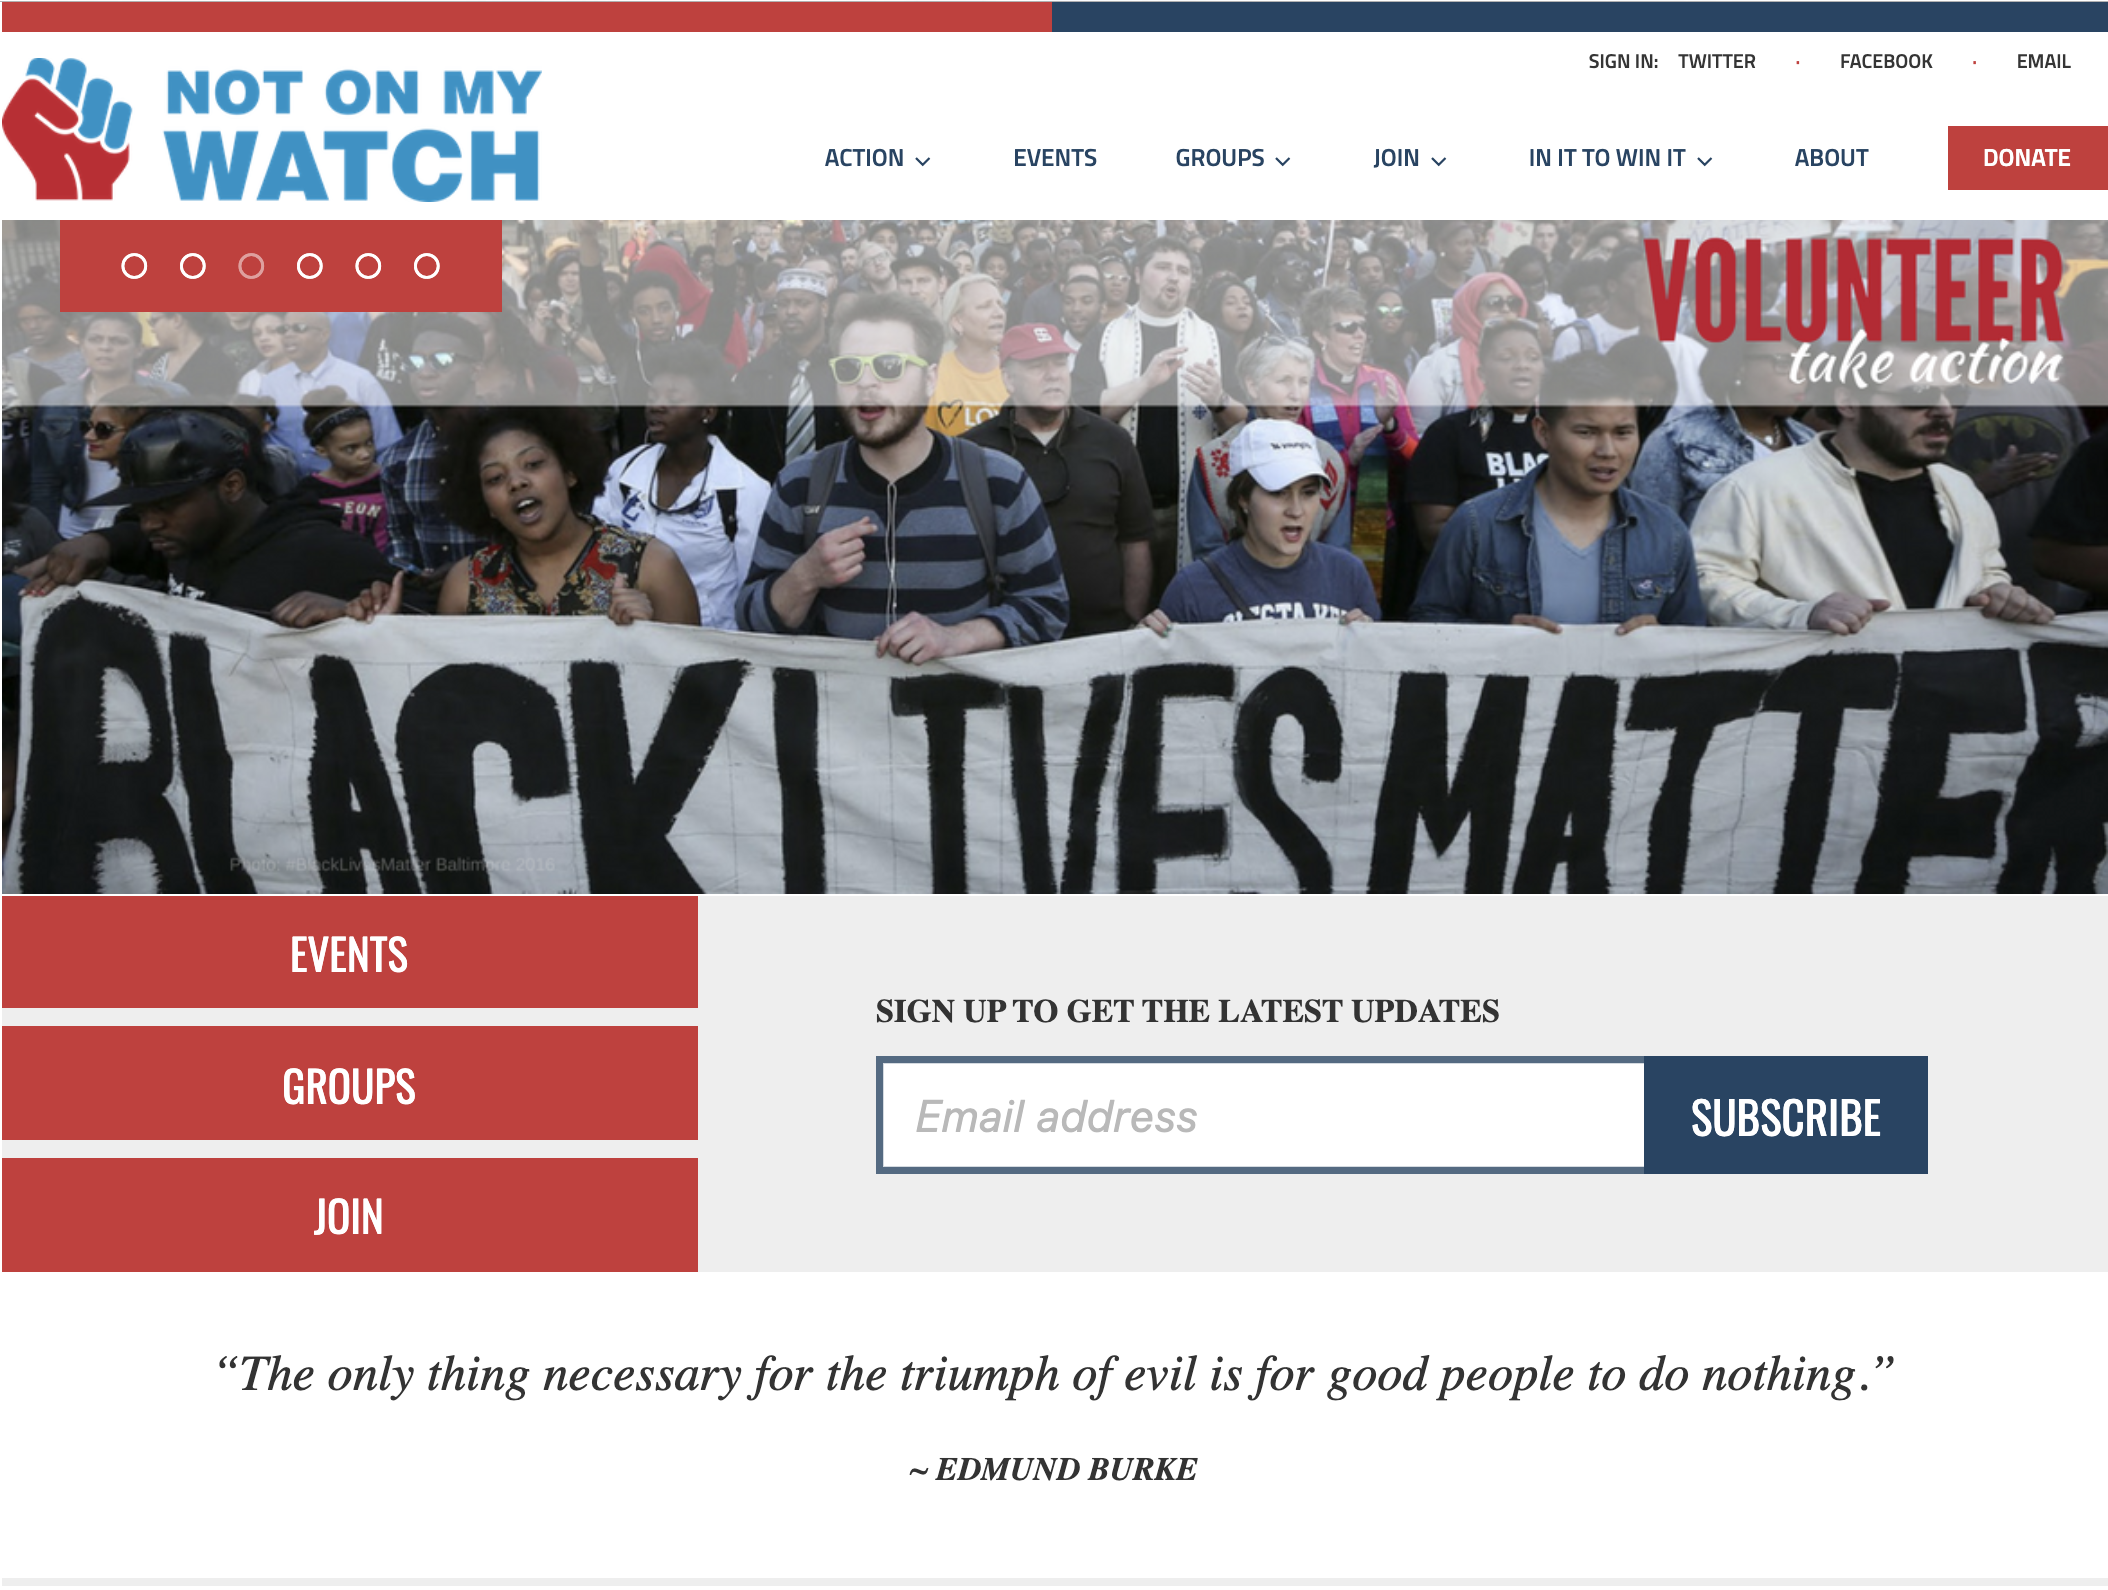 SIGN IN: TWITTER · FACEBOOK · EMAIL
NOT ON MY
WATCH
ACTION EVENTS GROUPS JOIN IN IT TO WIN IT ABOUT DONATE
VOLUNTEER
take action
BLACK LIVES MATTER
Photo: #BlackLivesMatter Baltimore 2016
EVENTS
GROUPS
JOIN
SIGN UP TO GET THE LATEST UPDATES
Email address
SUBSCRIBE
“The only thing necessary for the triumph of evil is for good people to do nothing.”
~ EDMUND BURKE